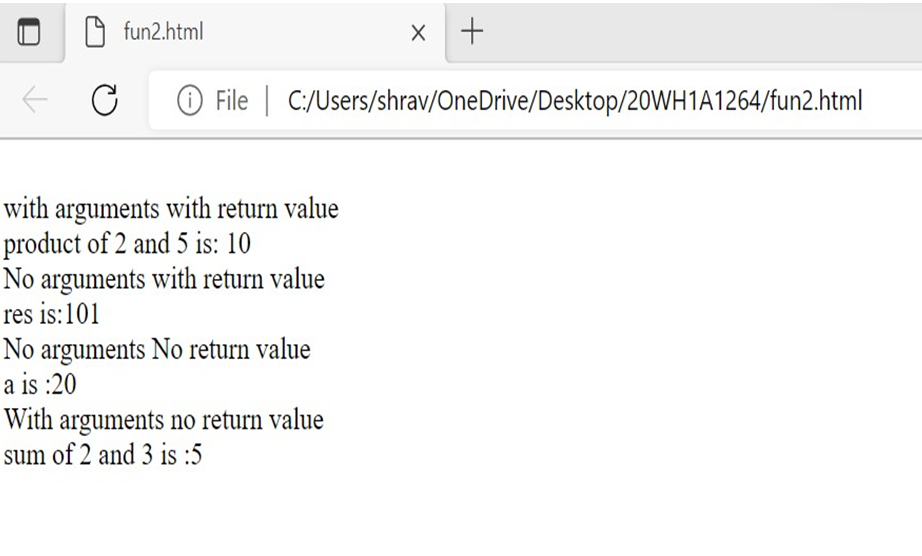 fun2.html
File | C:/Users/shrav/OneDrive/Desktop/20WH1A1264/fun2.html
with arguments with return value
product of 2 and 5 is: 10
No arguments with return value
res is:101
No arguments No return value
a is :20
With arguments no return value
sum of 2 and 3 is :5